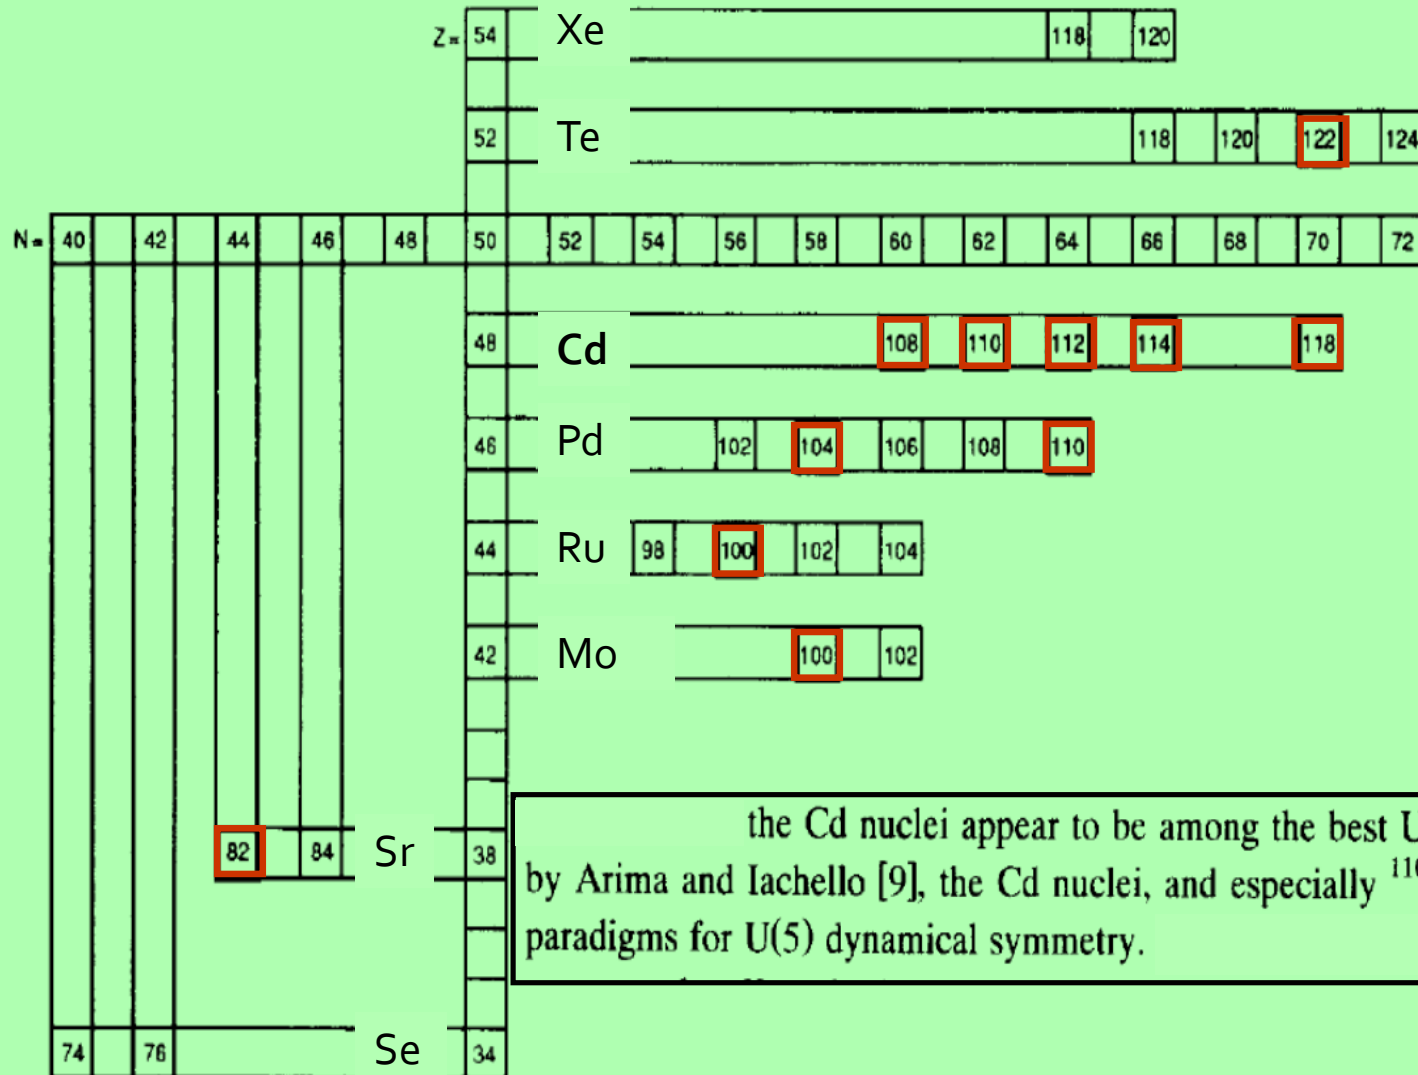 Z= 54 Xe 118 120
52 Te 118 120 122 124
N= 40 42 44 46 48 50 52 54 56 58 60 62 64 66 68 70 72
48 Cd 108 110 112 114 118
46 Pd 102 104 106 108 110
44 Ru 98 100 102 104
42 Mo 100 102
82 84 Sr 38
the Cd nuclei appear to be among the best U
by Arima and Iachello [9], the Cd nuclei, and especially
paradigms for U(5) dynamical symmetry.
74 76 Se 34